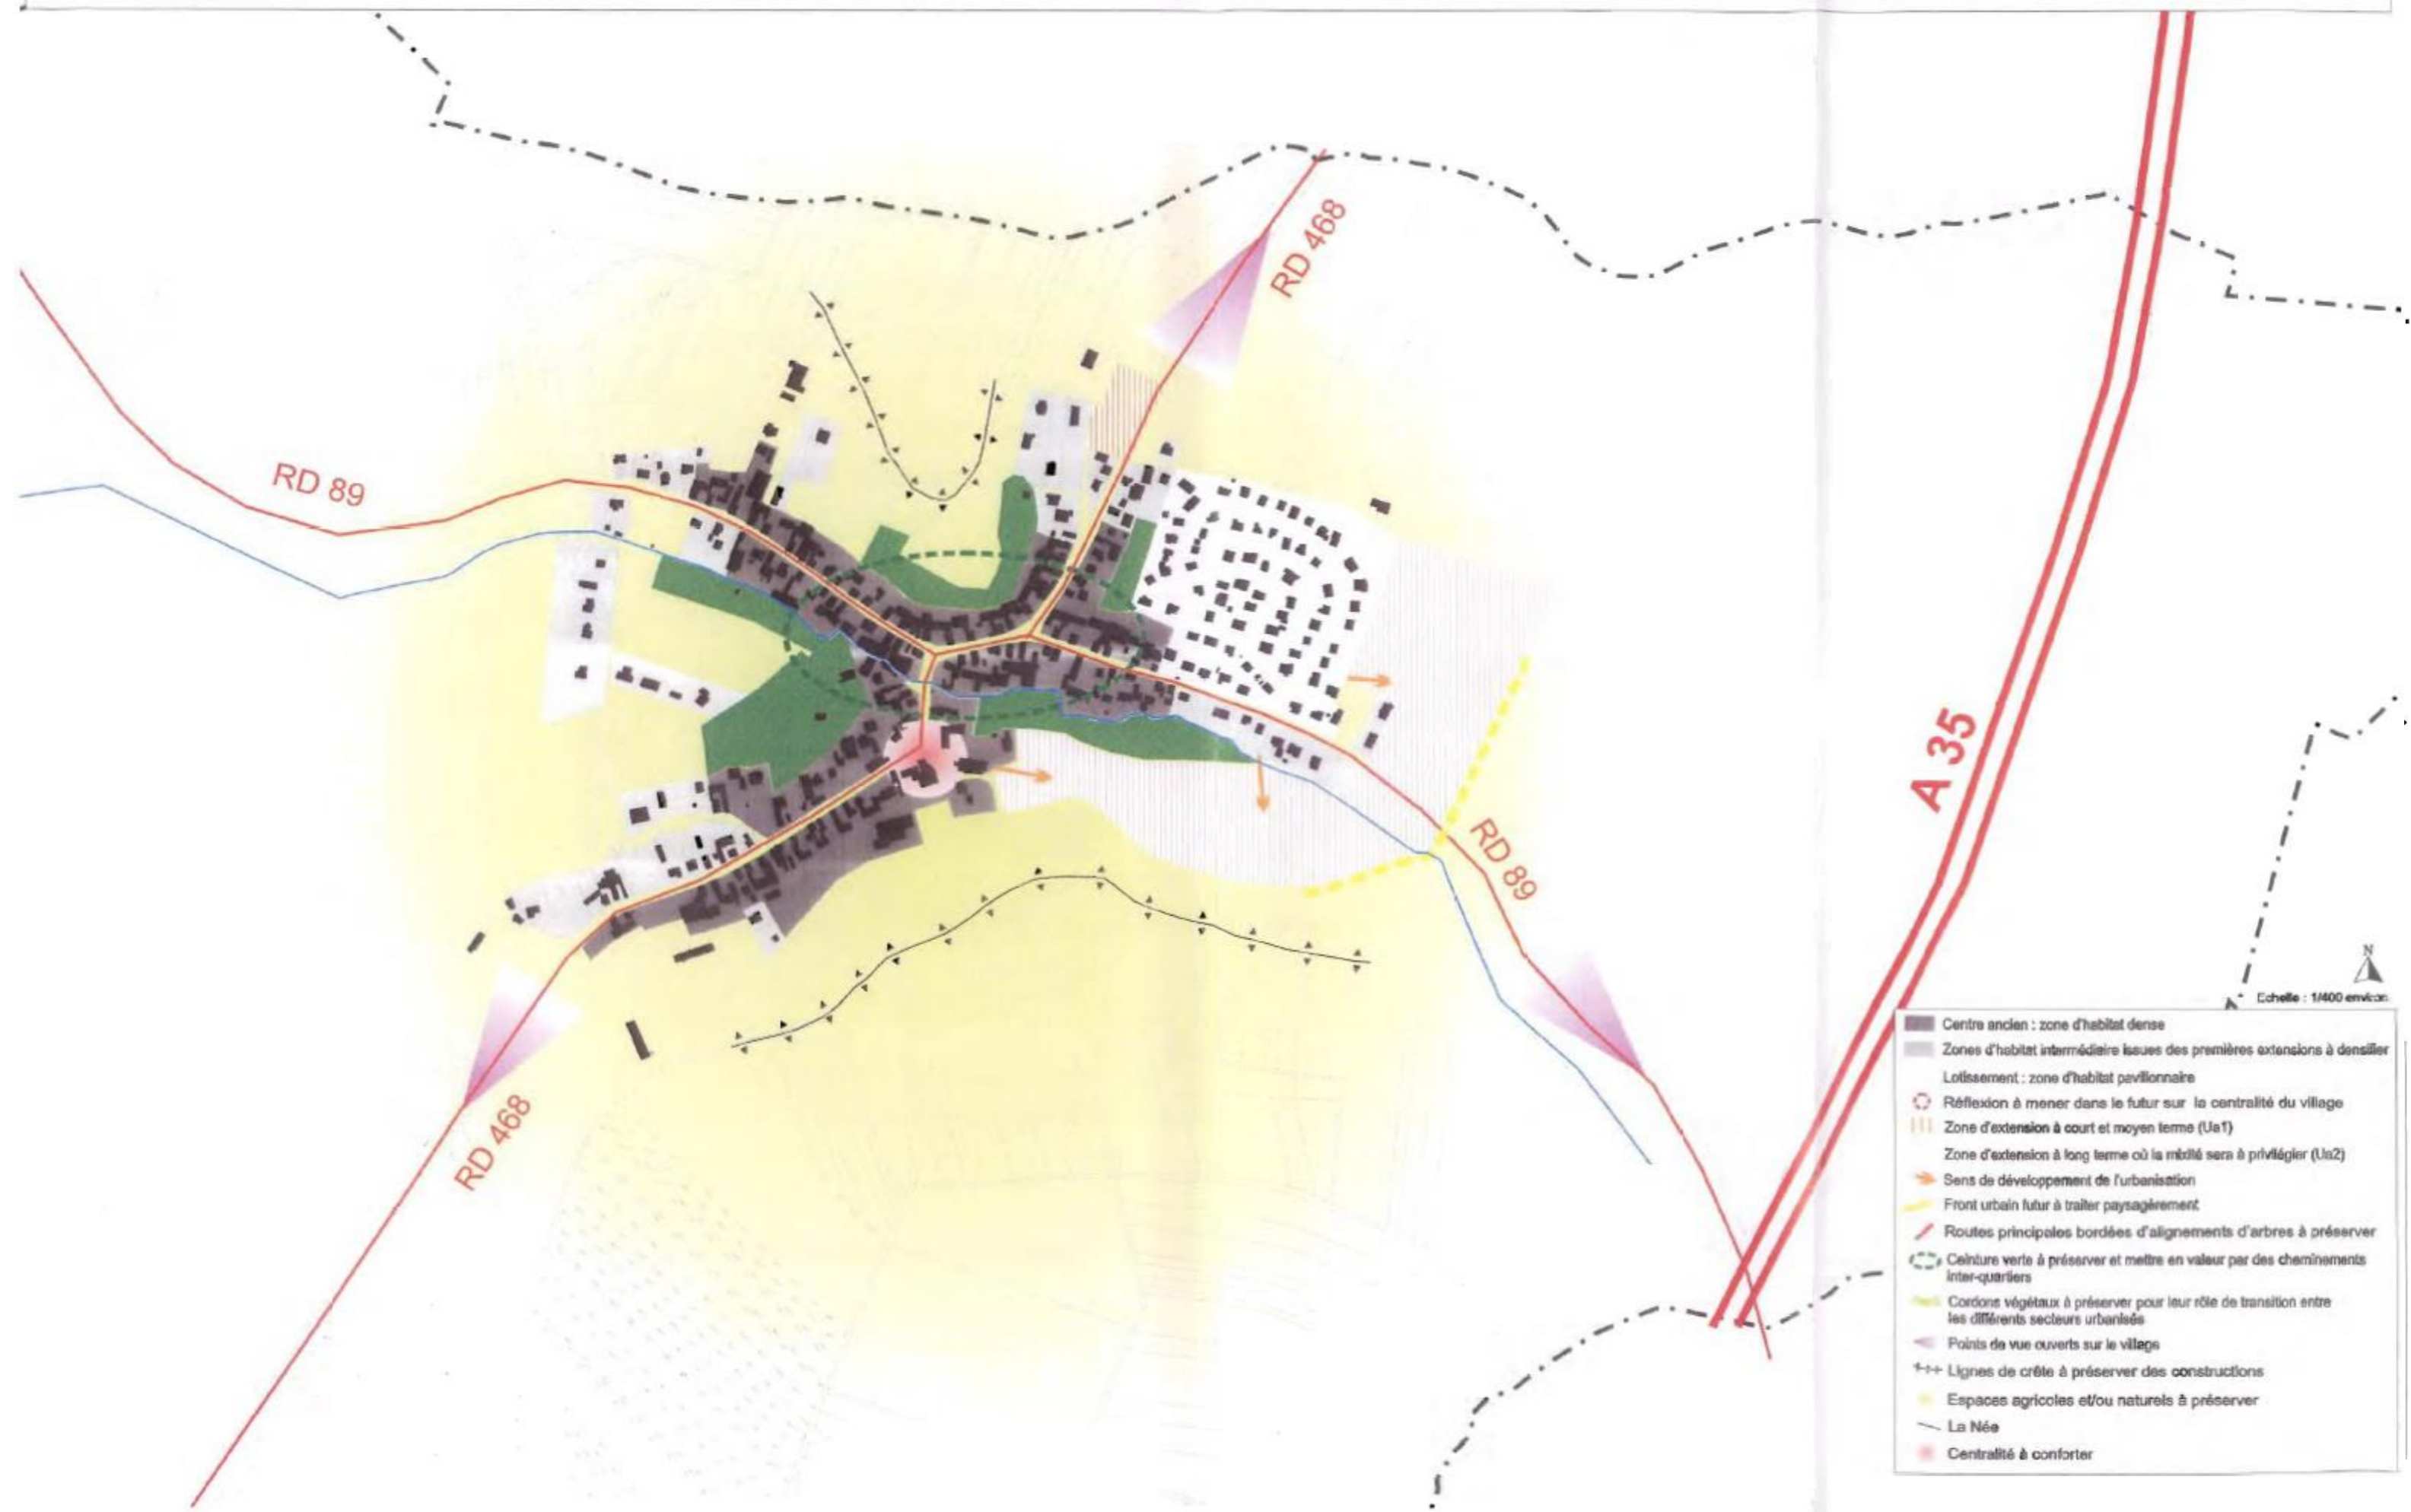 RD 468
RD 89
A 35
RD 89
RD 468
N
Echelle : 1/400 environ
Centre ancien : zone d'habitat dense
Zones d'habitat intermédiaire issues des premières extensions à densifier
Lotissement : zone d'habitat pavillonnaire
Réflexion à mener dans le futur sur la centralité du village
Zone d'extension à court et moyen terme (Ua1)
Zone d'extension à long terme où la mixité sera à privilégier (Ua2)
Sens de développement de l'urbanisation
Front urbain futur à traiter paysagèrement
Routes principales bordées d'alignements d'arbres à préserver
Ceinture verte à préserver et mettre en valeur par des cheminements
inter-quartiers
Cordons végétaux à préserver pour leur rôle de transition entre
les différents secteurs urbanisés
Points de vue ouverts sur le village
Lignes de crête à préserver des constructions
Espaces agricoles et/ou naturels à préserver
La Née
Centralité à conforter